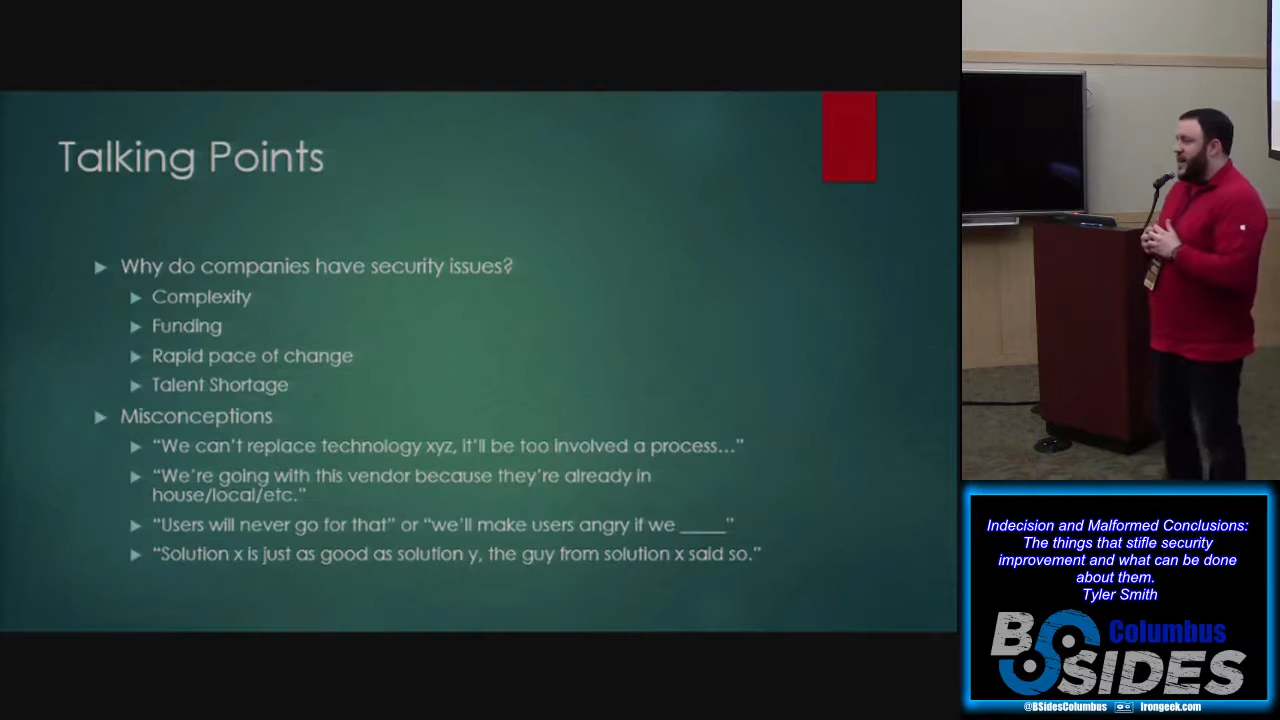 Talking Points
Why do companies have security issues?
Complexity
Funding
Rapid pace of change
Talent Shortage
Misconceptions
“We can’t replace technology xyz, it’ll be too involved a process…”
“We’re going with this vendor because they’re already in
house/local/etc.”
“Users will never go for that” or “we’ll make users angry if we _____”
“Solution x is just as good as solution y, the guy from solution x said so.”
Indecision and Malformed Conclusions:
The things that stifle security
improvement and what can be done
about them.
Tyler Smith
BSIDES
Columbus
@BSidesColumbus Irongeek.com